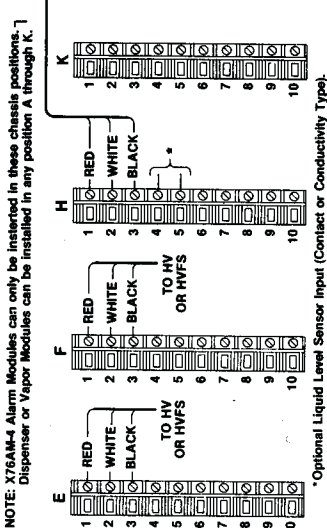 NOTE: X76AM-4 Alarm Modules can only be insterted in these chassis positions.
Dispenser or Vapor Modules can be installed in any position A through K.
E
1 RED
2 WHITE
3 BLACK
4
5
6
7
8
9
0
TO HV
OR HVFS
F
1 RED
2 WHITE
3 BLACK
4
5
6
7
8
9
10
TO HV
OR HVFS
H
1 RED
2 WHITE
3 BLACK
4
5
6
7
8
9
10
*
K
1
2
3
4
5
6
7
8
9
10
*Optional Liquid Level Sensor Input (Contact or Conductivity Type).